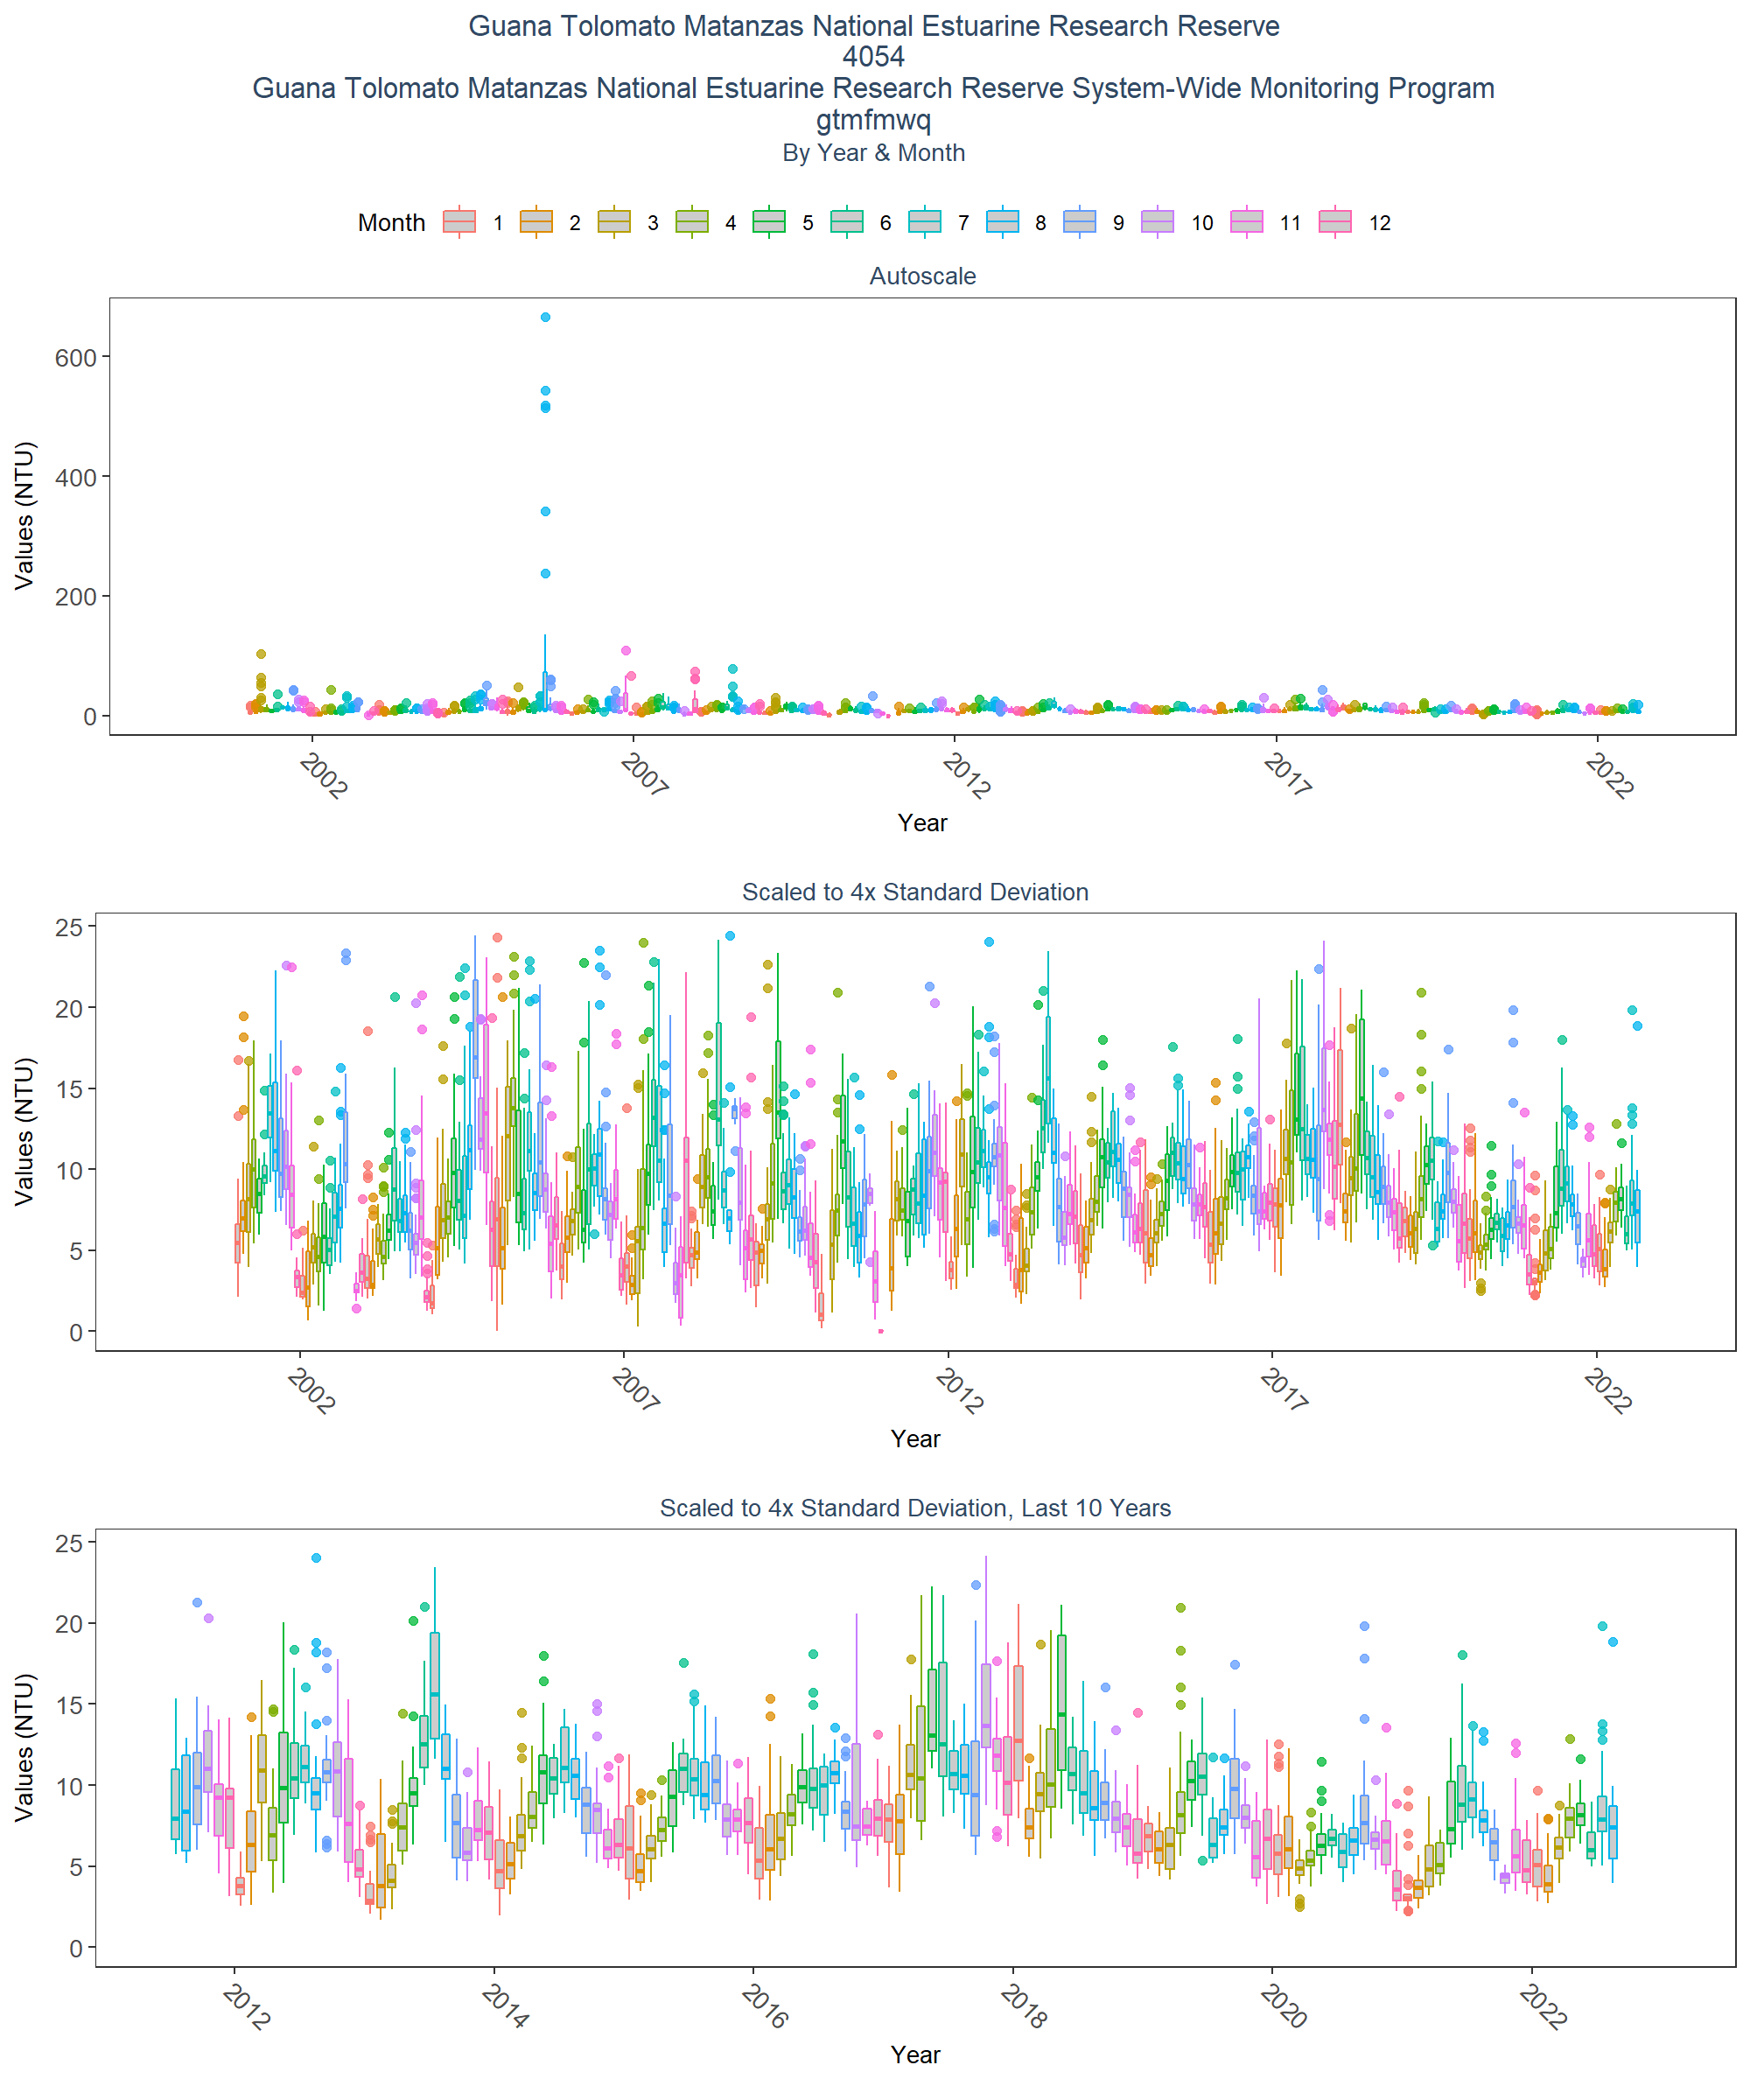 Guana Tolomato Matanzas National Estuarine Research Reserve
4054
Guana Tolomato Matanzas National Estuarine Research Reserve System-Wide Monitoring Program
gtmfmwq
By Year & Month
Month 1 2 3 4 5 6 7 8 9 10 11 12
Autoscale
Values (NTU)
600
400
200
0
2002 2007 2012 2017 2022
Year
Scaled to 4x Standard Deviation
Values (NTU)
25
20
15
10
5
0
2002 2007 2012 2017 2022
Year
Scaled to 4x Standard Deviation, Last 10 Years
Values (NTU)
25
20
15
10
5
0
2012 2014 2016 2018 2020 2022
Year